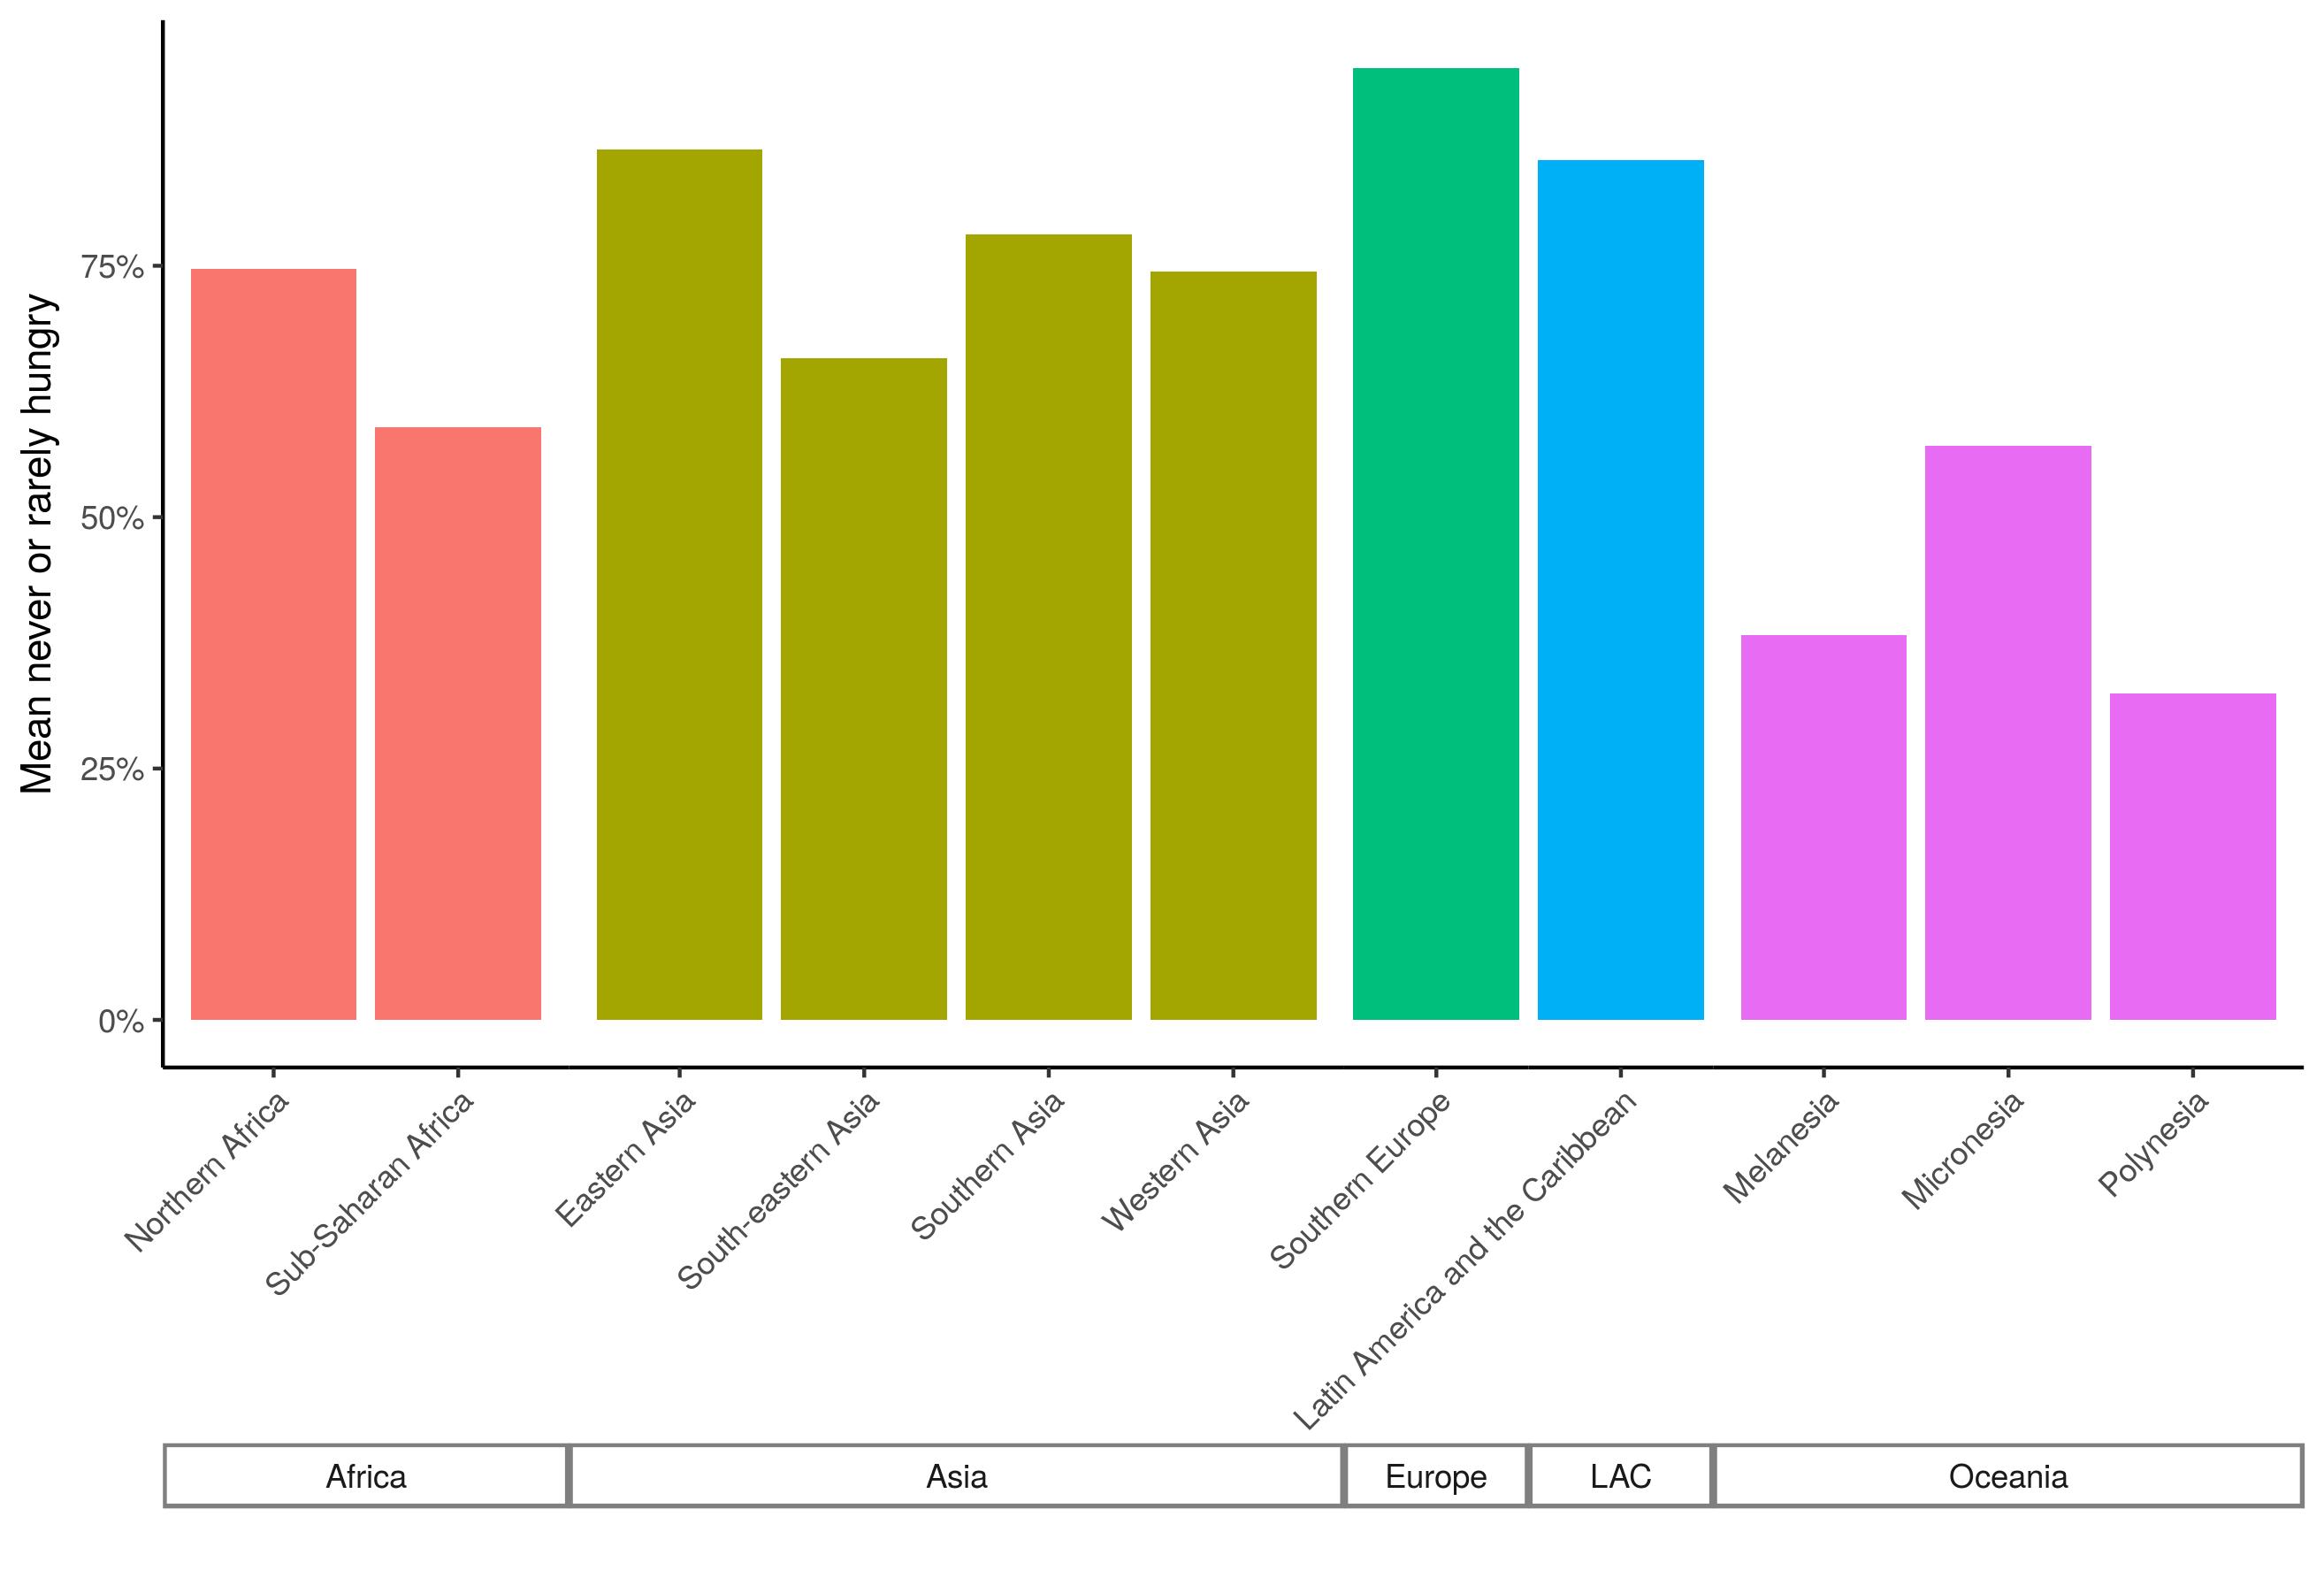 Mean never or rarely hungry
75%
50%
25%
0%
Northern Africa
Sub-Saharan Africa
Eastern Asia
South-eastern Asia
Southern Asia
Western Asia
Southern Europe
Latin America and the Caribbean
Melanesia
Micronesia
Polynesia
Africa
Asia
Europe
LAC
Oceania